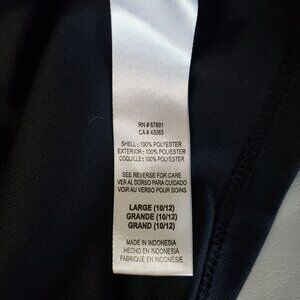 RN # 67891
CA # 43083
SHELL: 100% POLYESTER
EXTERIOR: 100% POLIESTER
COQUILLE: 100% POLYESTER
SEE REVERSE FOR CARE
VER AL DORSO PARA CUIDADO
VOIR AU VERSO POUR SOINS
LARGE (10/12)
GRANDE (10/12)
GRAND (10/12)
MADE IN INDONESIA
HECHO EN INDONESIA
FABRIQUÉ EN INDONÉSIE